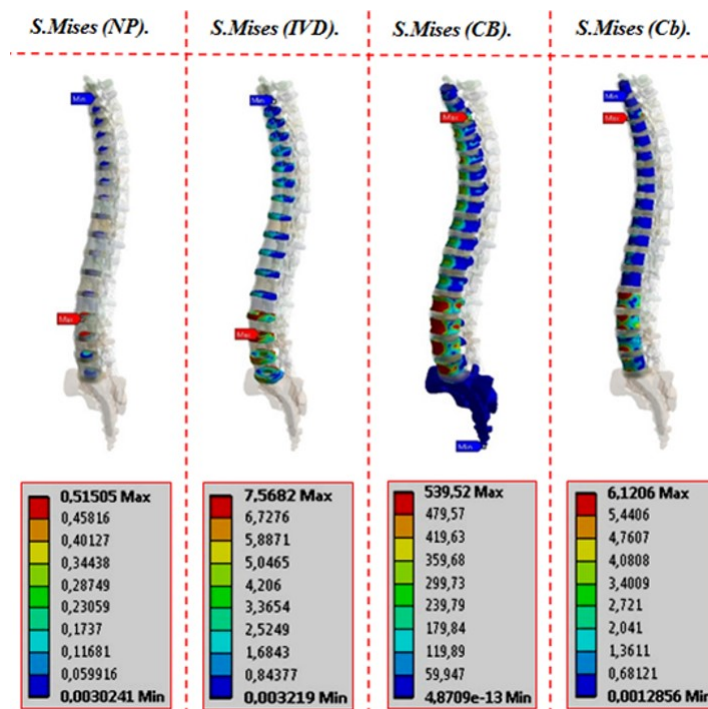 S.Mises (NP).
S.Mises (IVD).
S.Mises (CB).
S.Mises (Cb).
Min
Max
Min
Max
Max
Min
Min
Max
0,51505 Max
0,45816
0,40127
0,34438
0,28749
0,23059
0,1737
0,11681
0,059916
0,0030241 Min
7,5682 Max
6,7276
5,8871
5,0465
4,206
3,3654
2,5249
1,6843
0,84377
0,003219 Min
539,52 Max
479,57
419,63
359,68
299,73
239,79
179,84
119,89
59,947
4,8709e-13 Min
6,1206 Max
5,4406
4,7607
4,0808
3,4009
2,721
2,041
1,3611
0,68121
0,0012856 Min